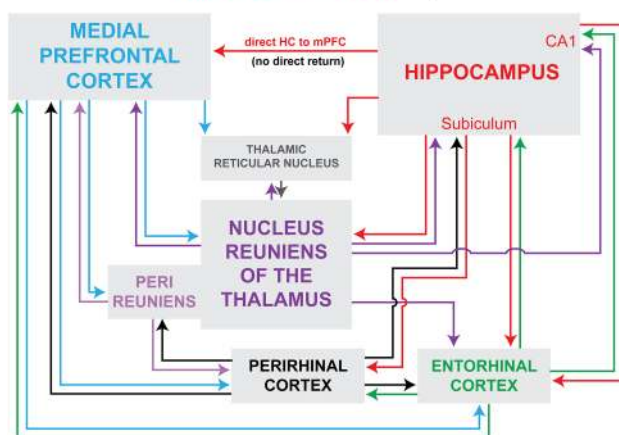 MEDIAL
PREFRONTAL
CORTEX
direct HC to mPFC
(no direct return)
CA1
HIPPOCAMPUS
Subiculum
THALAMIC
RETICULAR NUCLEUS
NUCLEUS
REUNIENS
OF THE
THALAMUS
PERI
REUNIENS
PERIRHINAL
CORTEX
ENTORHINAL
CORTEX